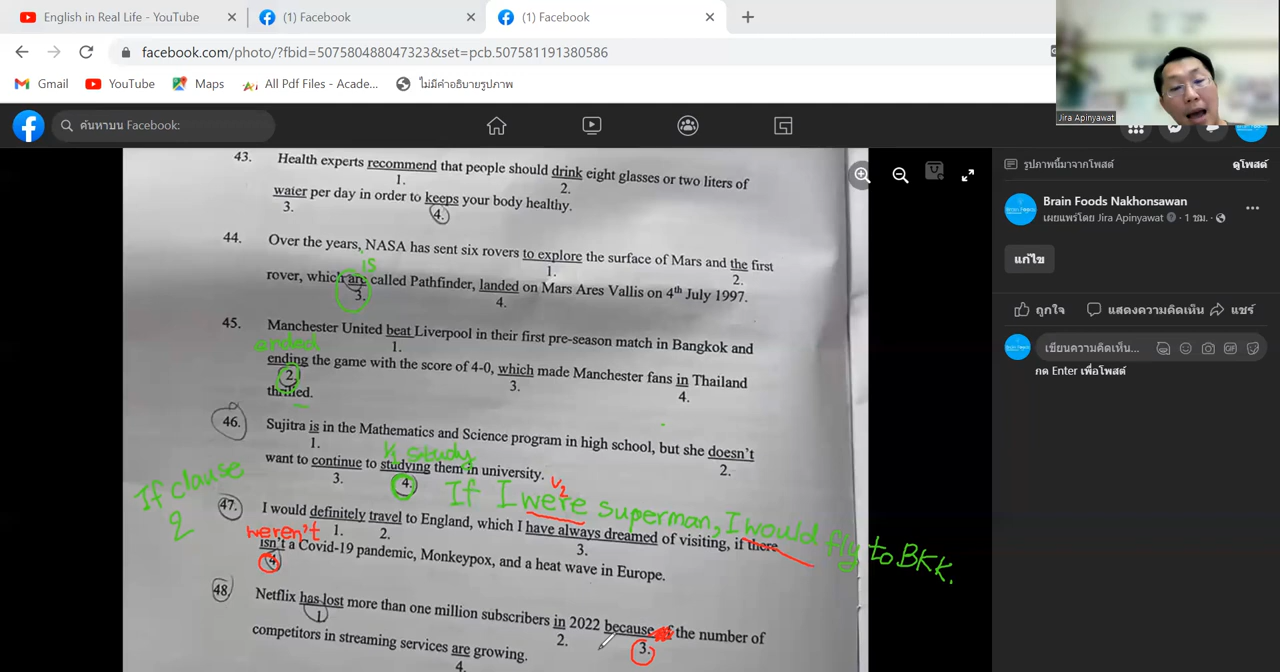 English in Real Life - YouTube
(1) Facebook
(1) Facebook
facebook.com/photo/?fbid=507580488047323&set=pcb.507581191380586
Gmail YouTube Maps All Pdf Files - Acade... ไม่มีคำอธิบายรูปภาพ
Jira Apinyawat
ค้นหาบน Facebook:
รูปภาพนี้มาจากโพสต์ ดูโพสต์
Brain Foods Nakhonsawan
เผยแพร่โดย Jira Apinyawat · 1 ชม. ·
แก้ไข
ถูกใจ แสดงความคิดเห็น แชร์
เขียนความคิดเห็น...
กด Enter เพื่อโพสต์
43. Health experts recommend that people should drink eight glasses or two liters of
1. 2.
water per day in order to keeps your body healthy.
3. 4.
44. Over the years, NASA has sent six rovers to explore the surface of Mars and the first
is 1. 2.
rover, which are called Pathfinder, landed on Mars Ares Vallis on 4th July 1997.
3. 4.
45. Manchester United beat Liverpool in their first pre-season match in Bangkok and
ended 1.
ending the game with the score of 4-0, which made Manchester fans in Thailand
2. 3. 4.
thrilled.
46. Sujitra is in the Mathematics and Science program in high school, but she doesn't
1. study 2.
want to continue to studying them in university.
3. 4.
If clause
2
If I were superman, I would fly to BKK.
V2
47. I would definitely travel to England, which I have always dreamed of visiting, if there
weren't 1. 2. 3.
isn't a Covid-19 pandemic, Monkeypox, and a heat wave in Europe.
4.
48. Netflix has lost more than one million subscribers in 2022 because of the number of
1. 2. 3.
competitors in streaming services are growing.
4.